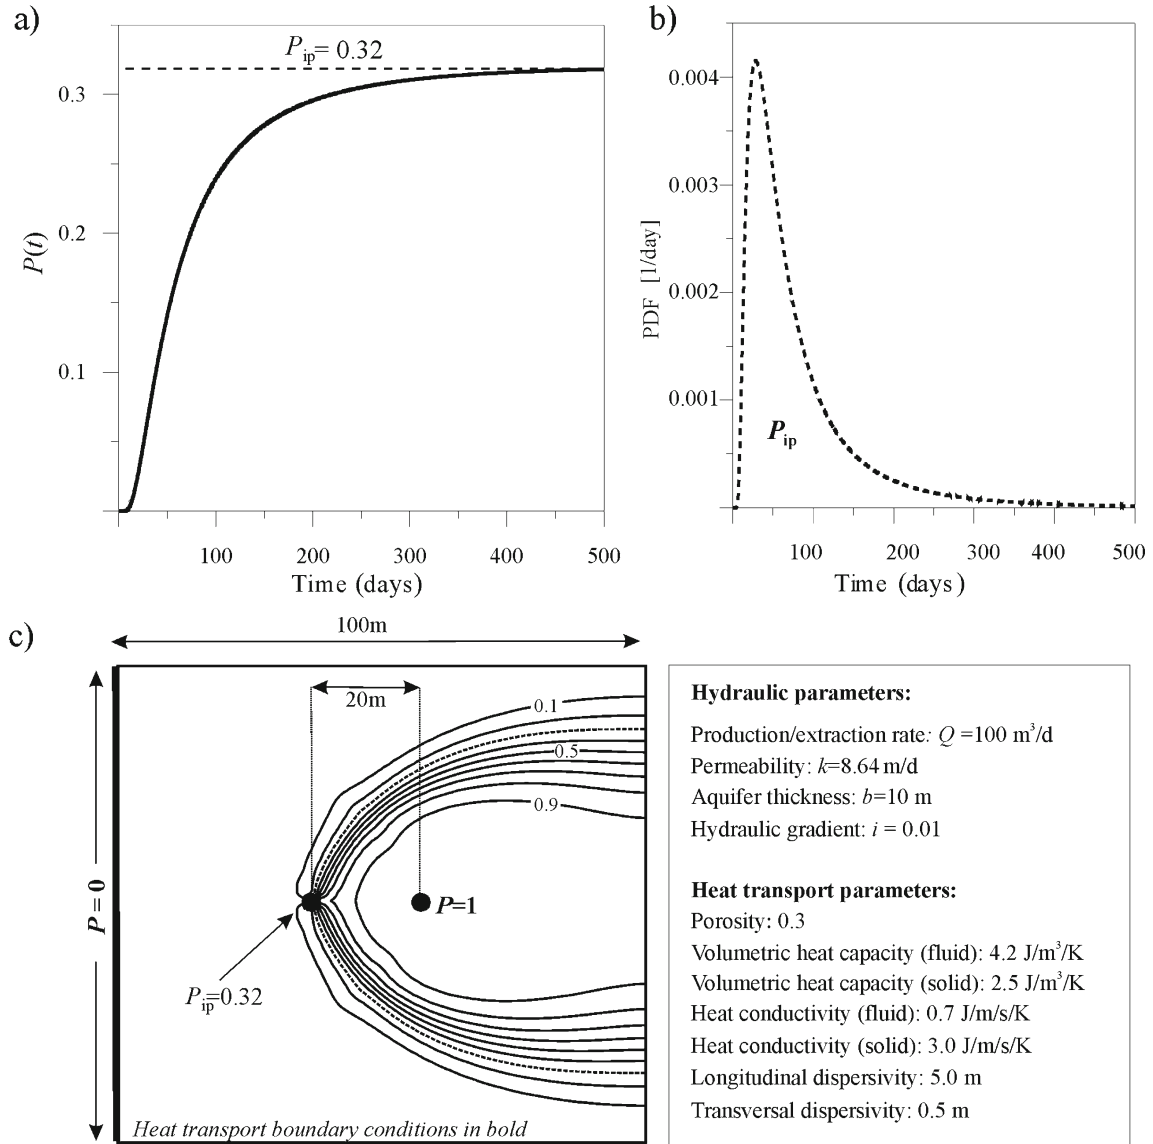 a)
P_ip = 0.32
0.3
0.2
0.1
P(t)
100 200 300 400 500
Time (days)
b)
0.004
0.003
0.002
0.001
PDF [1/day]
P_ip
100 200 300 400 500
Time (days)
c)
100m
20m
0.1
0.5
0.9
P = 0
P=1
P_ip=0.32
Heat transport boundary conditions in bold
Hydraulic parameters:
Production/extraction rate: Q =100 m³/d
Permeability: k=8.64 m/d
Aquifer thickness: b=10 m
Hydraulic gradient: i = 0.01
Heat transport parameters:
Porosity: 0.3
Volumetric heat capacity (fluid): 4.2 J/m³/K
Volumetric heat capacity (solid): 2.5 J/m³/K
Heat conductivity (fluid): 0.7 J/m/s/K
Heat conductivity (solid): 3.0 J/m/s/K
Longitudinal dispersivity: 5.0 m
Transversal dispersivity: 0.5 m